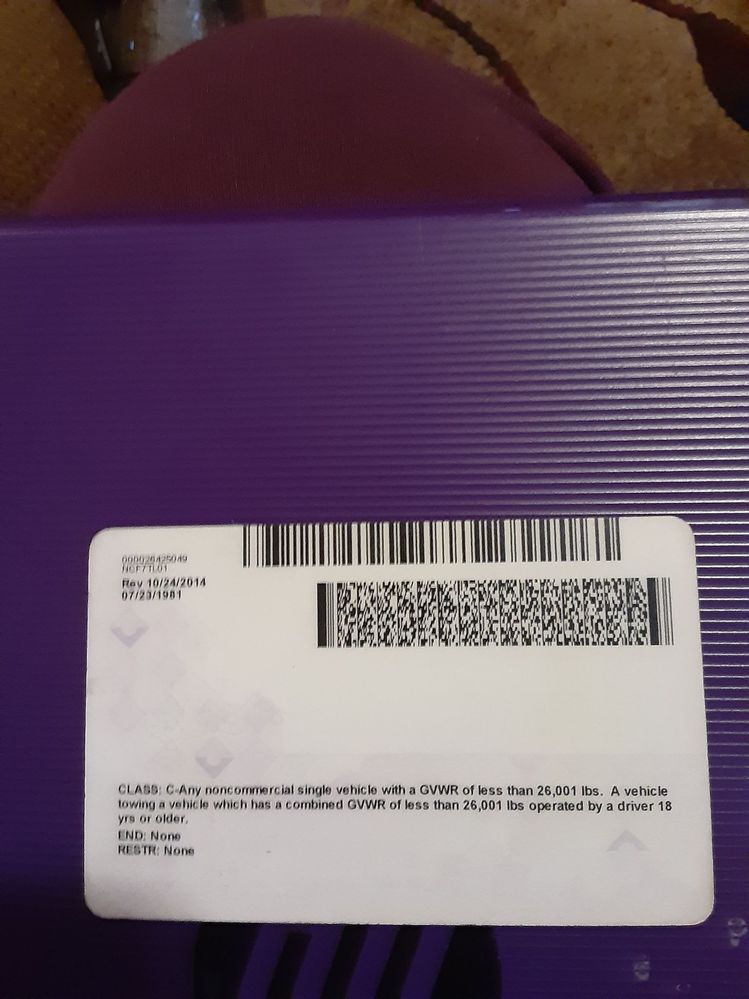 000026425049
NCF7TL01
Rev 10/24/2014
07/23/1981
CLASS: C-Any noncommercial single vehicle with a GVWR of less than 26,001 lbs. A vehicle
towing a vehicle which has a combined GVWR of less than 26,001 lbs operated by a driver 18
yrs or older.
END: None
RESTR: None